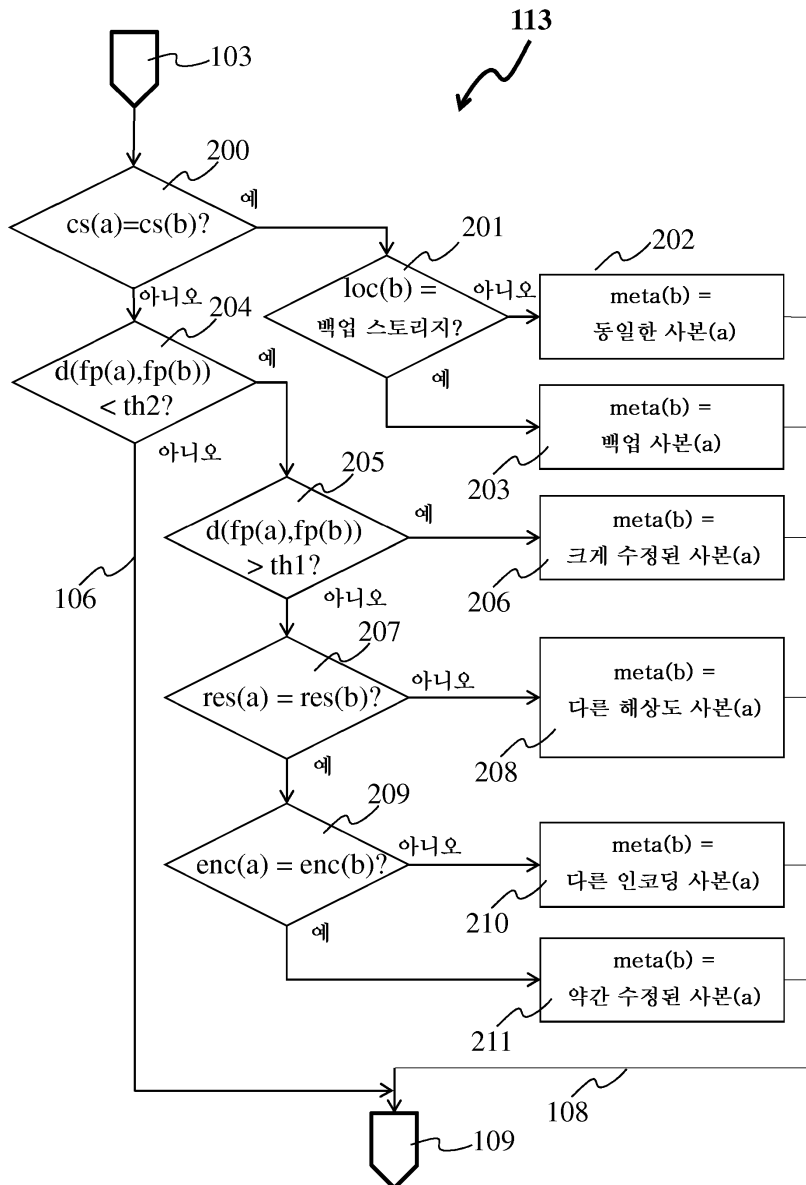 113
103
200
예
cs(a)=cs(b)?
201
202
아니오
loc(b) =
백업 스토리지?
아니오
meta(b) =
동일한 사본(a)
204
d(fp(a),fp(b))
< th2?
예
예
meta(b) =
백업 사본(a)
203
아니오
205
d(fp(a),fp(b))
> th1?
예
meta(b) =
크게 수정된 사본(a)
206
106
아니오
207
res(a) = res(b)?
아니오
meta(b) =
다른 해상도 사본(a)
208
예
209
enc(a) = enc(b)?
아니오
meta(b) =
다른 인코딩 사본(a)
210
예
meta(b) =
약간 수정된 사본(a)
211
108
109